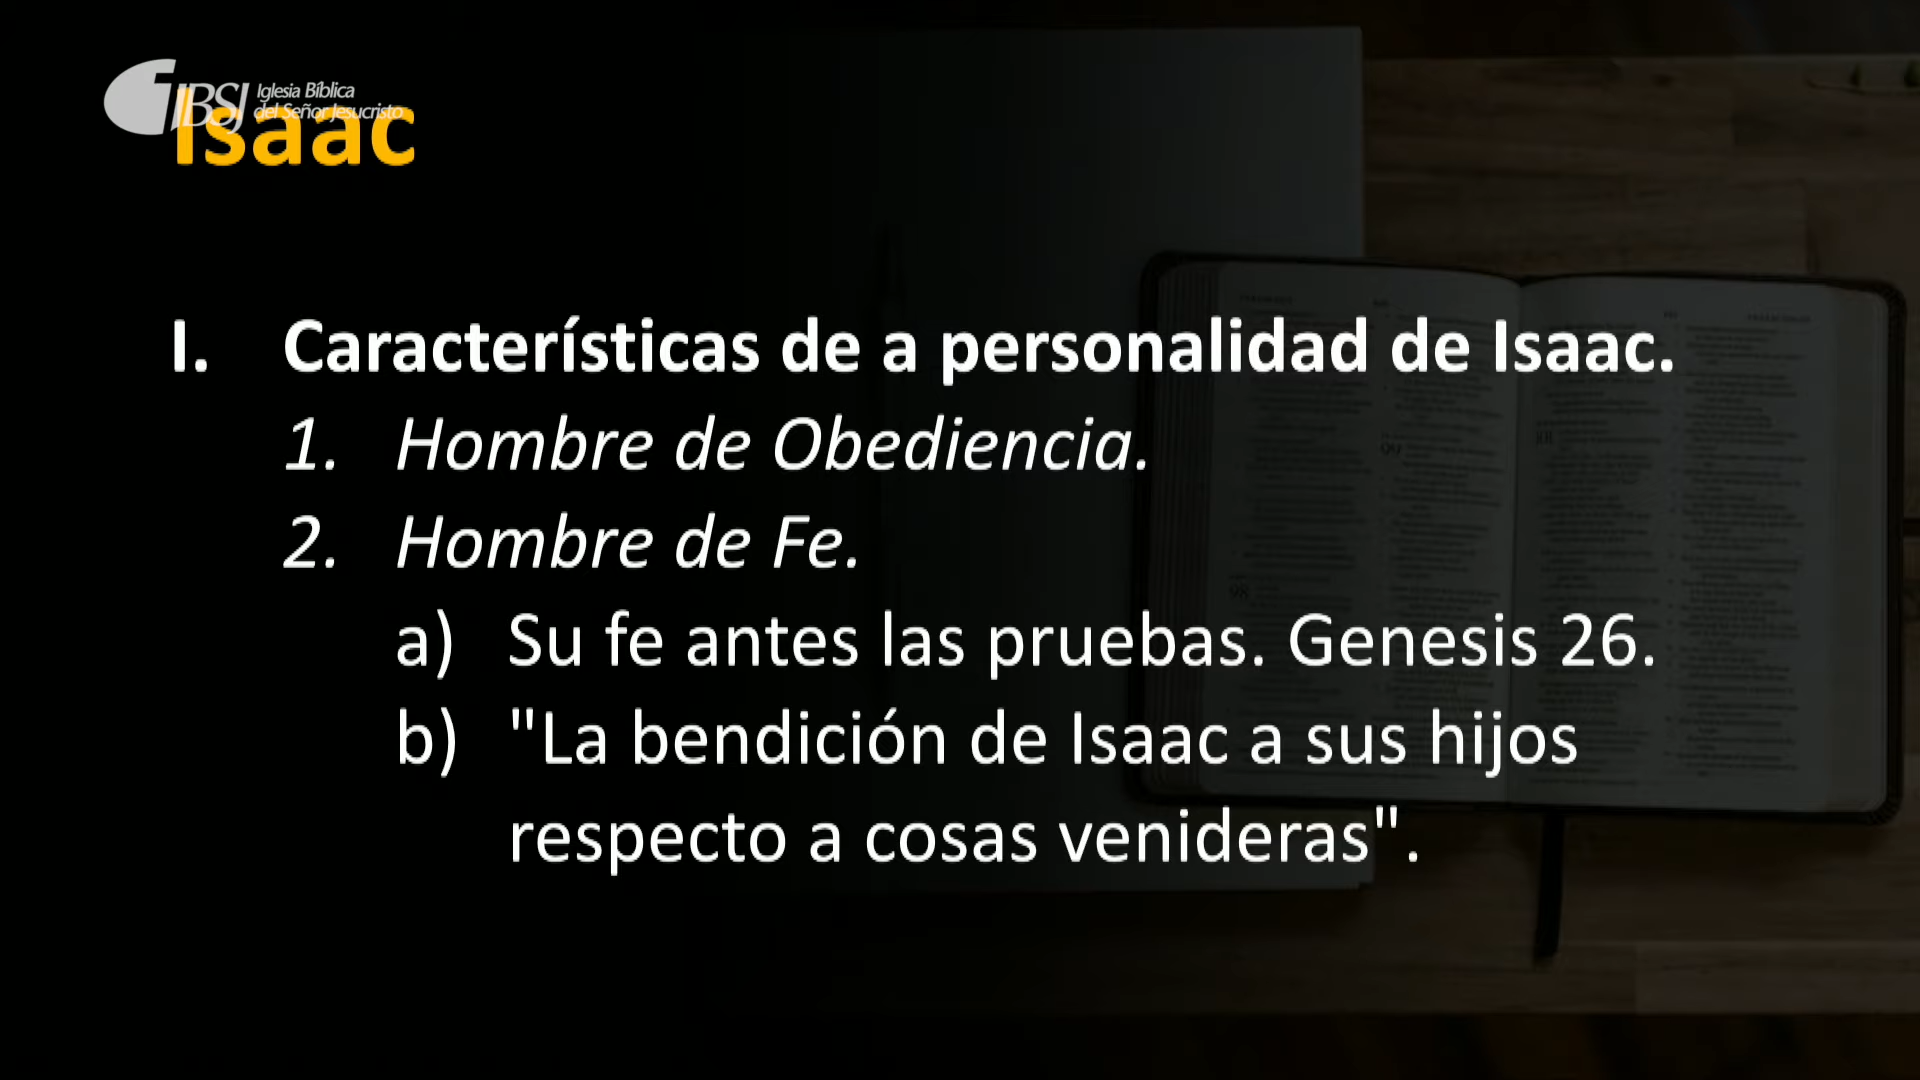 IBSJ Iglesia Bíblica
del Señor Jesucristo
Isaac
I. Características de a personalidad de Isaac.
1. Hombre de Obediencia.
2. Hombre de Fe.
a) Su fe antes las pruebas. Genesis 26.
b) "La bendición de Isaac a sus hijos
respecto a cosas venideras".